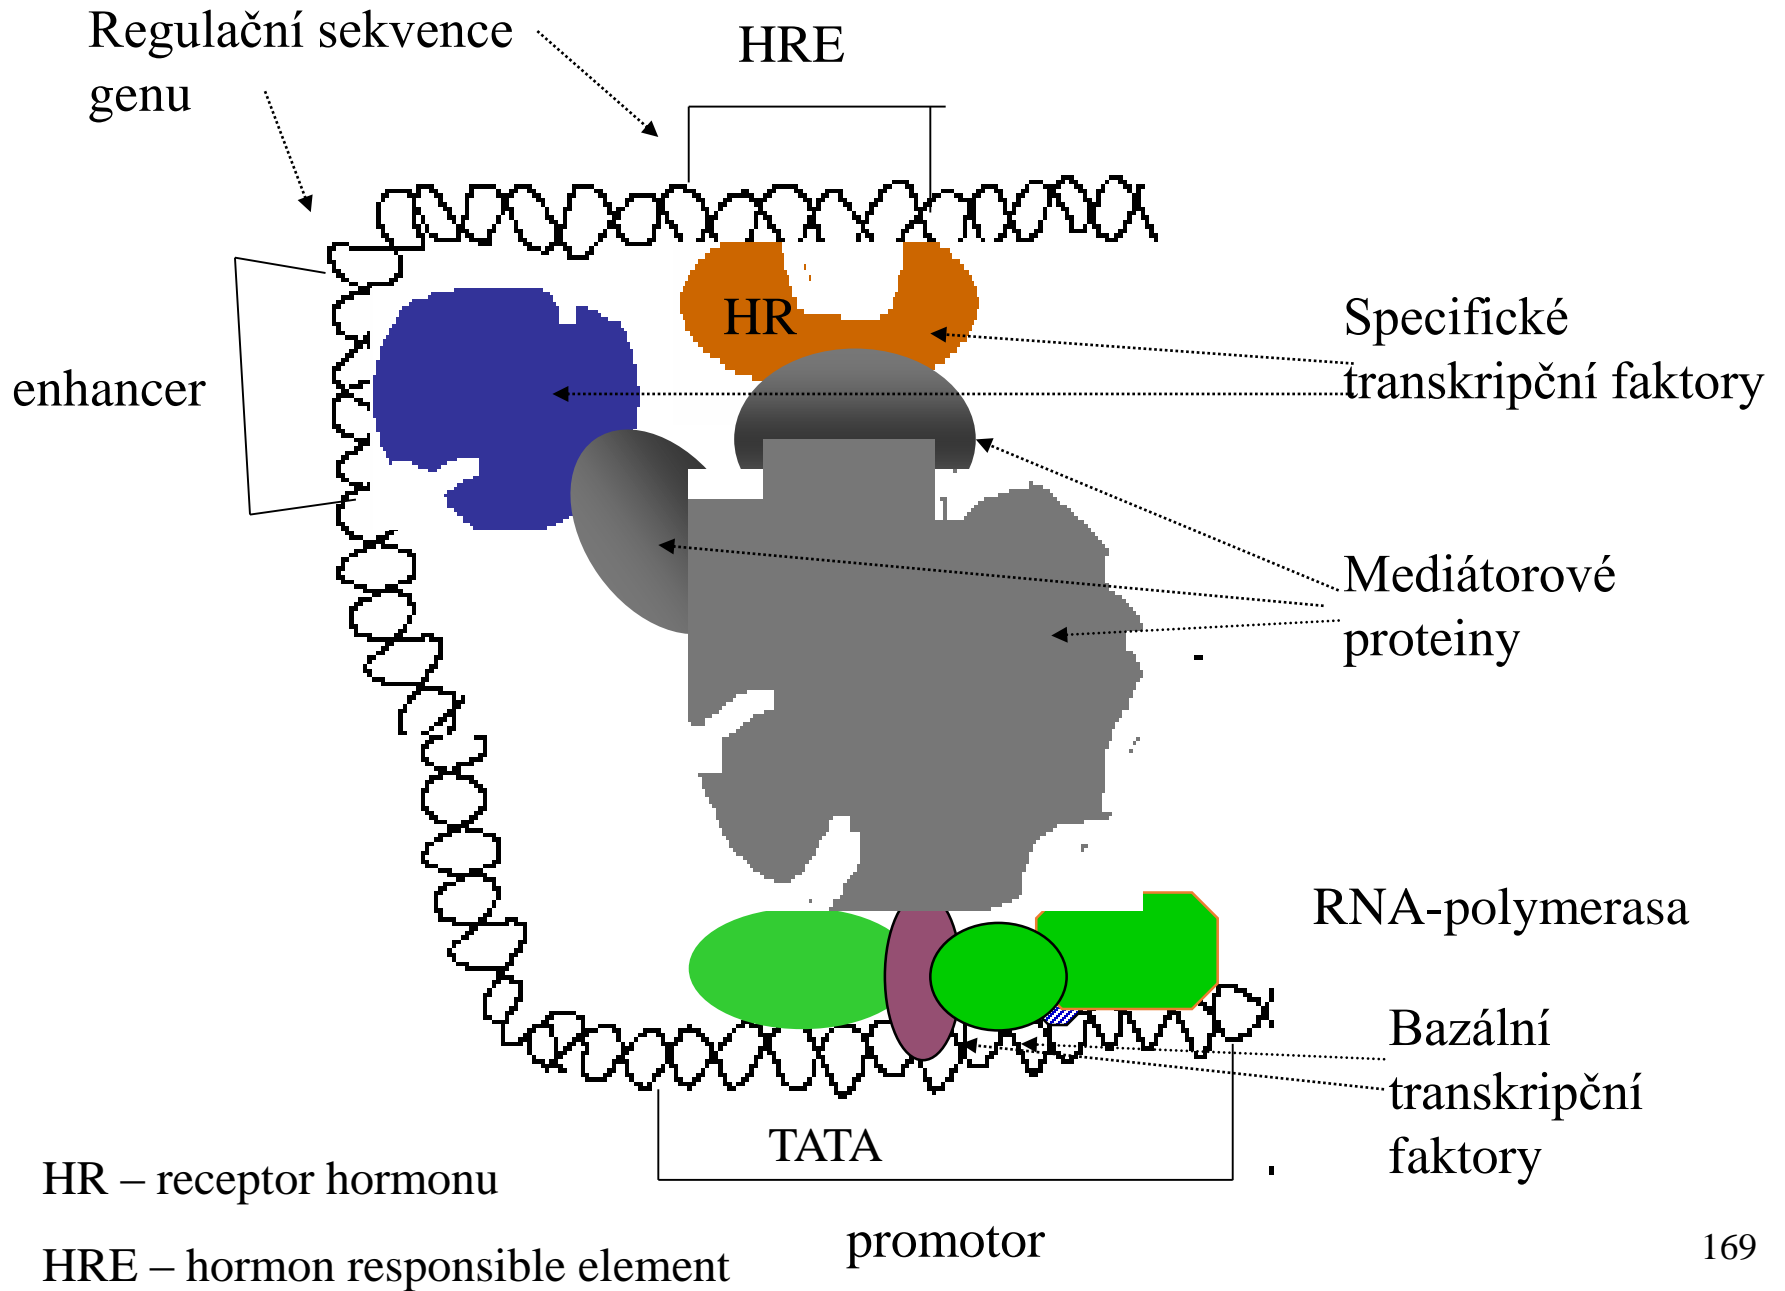 Regulační sekvence
genu
HRE
HR
Specifické
transkripční faktory
enhancer
Mediátorové
proteiny
RNA-polymerasa
Bazální
transkripční
faktory
TATA
HR – receptor hormonu
promotor
HRE – hormon responsible element
169